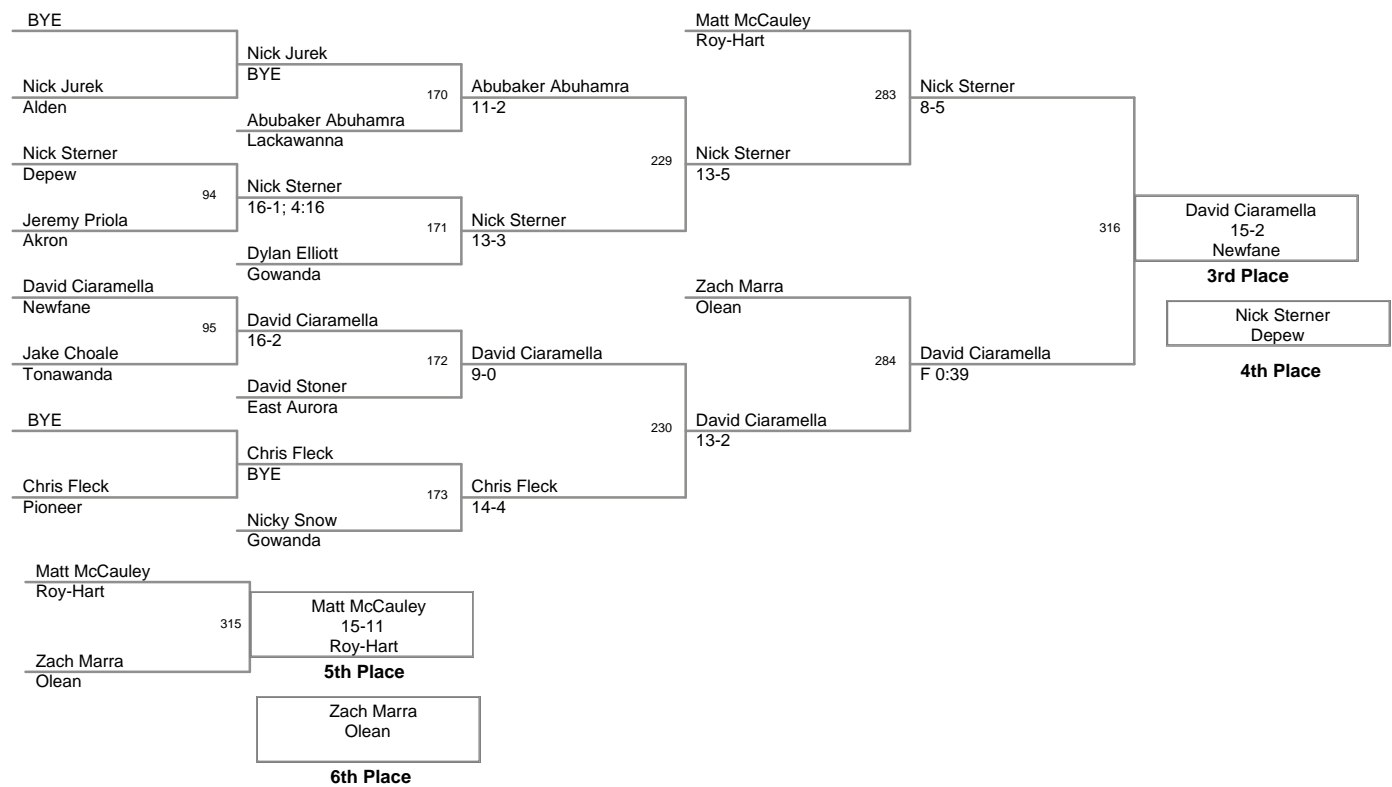 BYE
Nick Jurek
Alden
Nick Sterner
Depew
94
Jeremy Priola
Akron
David Ciaramella
Newfane
95
Jake Choale
Tonawanda
BYE
Chris Fleck
Pioneer
Nick Jurek
BYE
170
Abubaker Abuhamra
Lackawanna
Nick Sterner
16-1; 4:16
171
Dylan Elliott
Gowanda
David Ciaramella
16-2
172
David Stoner
East Aurora
Chris Fleck
BYE
173
Nicky Snow
Gowanda
Abubaker Abuhamra
11-2
229
Nick Sterner
13-3
David Ciaramella
9-0
230
Chris Fleck
14-4
Matt McCauley
Roy-Hart
283
Nick Sterner
13-5
Zach Marra
Olean
284
David Ciaramella
13-2
Nick Sterner
8-5
316
David Ciaramella
F 0:39
David Ciaramella
15-2
Newfane
3rd Place
Nick Sterner
Depew
4th Place
Matt McCauley
Roy-Hart
315
Zach Marra
Olean
Matt McCauley
15-11
Roy-Hart
5th Place
Zach Marra
Olean
6th Place